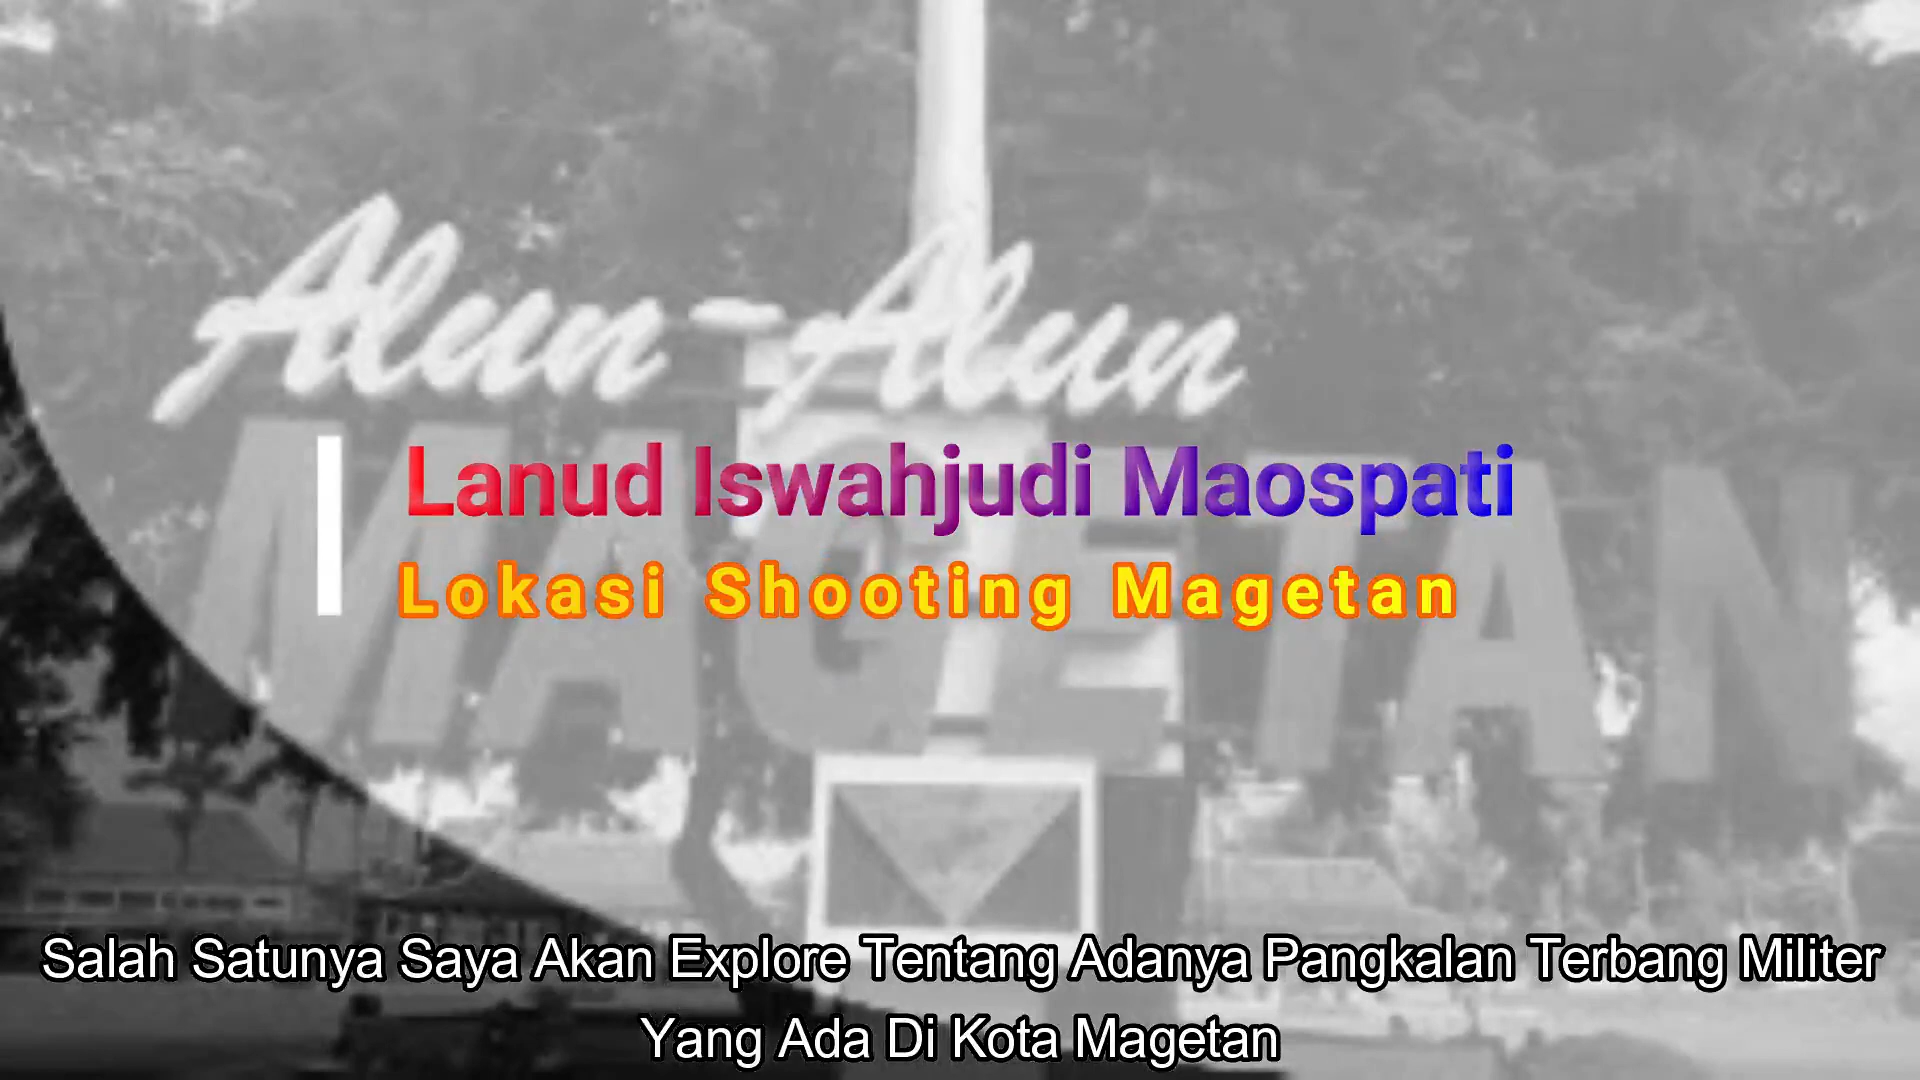 Alun-Alun
MAGETAN
Lanud Iswahjudi Maospati
Lokasi Shooting Magetan
Salah Satunya Saya Akan Explore Tentang Adanya Pangkalan Terbang Militer
Yang Ada Di Kota Magetan